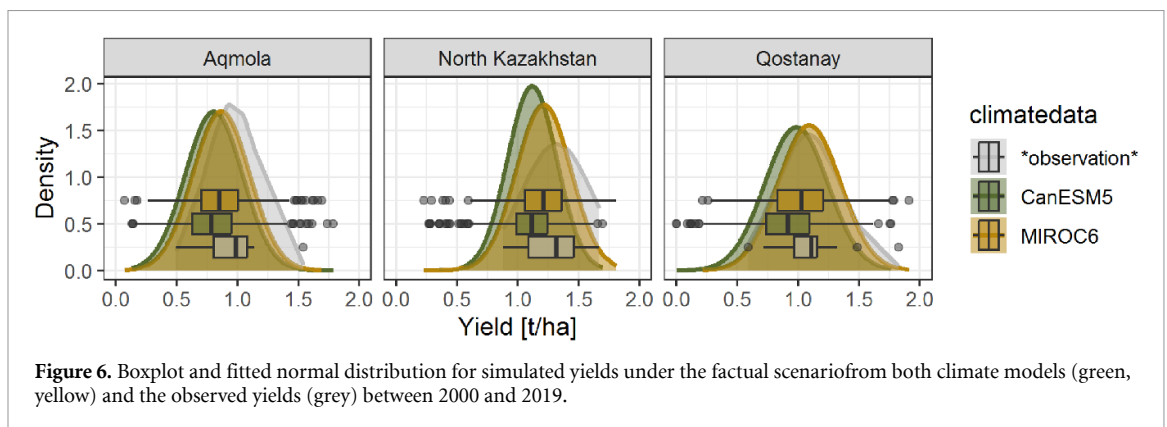 Aqmola
North Kazakhstan
Qostanay
2.0
1.5
1.0
0.5
0.0
Density
0.0 0.5 1.0 1.5 2.0
0.0 0.5 1.0 1.5 2.0
0.0 0.5 1.0 1.5 2.0
Yield [t/ha]
climatedata
*observation*
CanESM5
MIROC6
Figure 6. Boxplot and fitted normal distribution for simulated yields under the factual scenariofrom both climate models (green,
yellow) and the observed yields (grey) between 2000 and 2019.